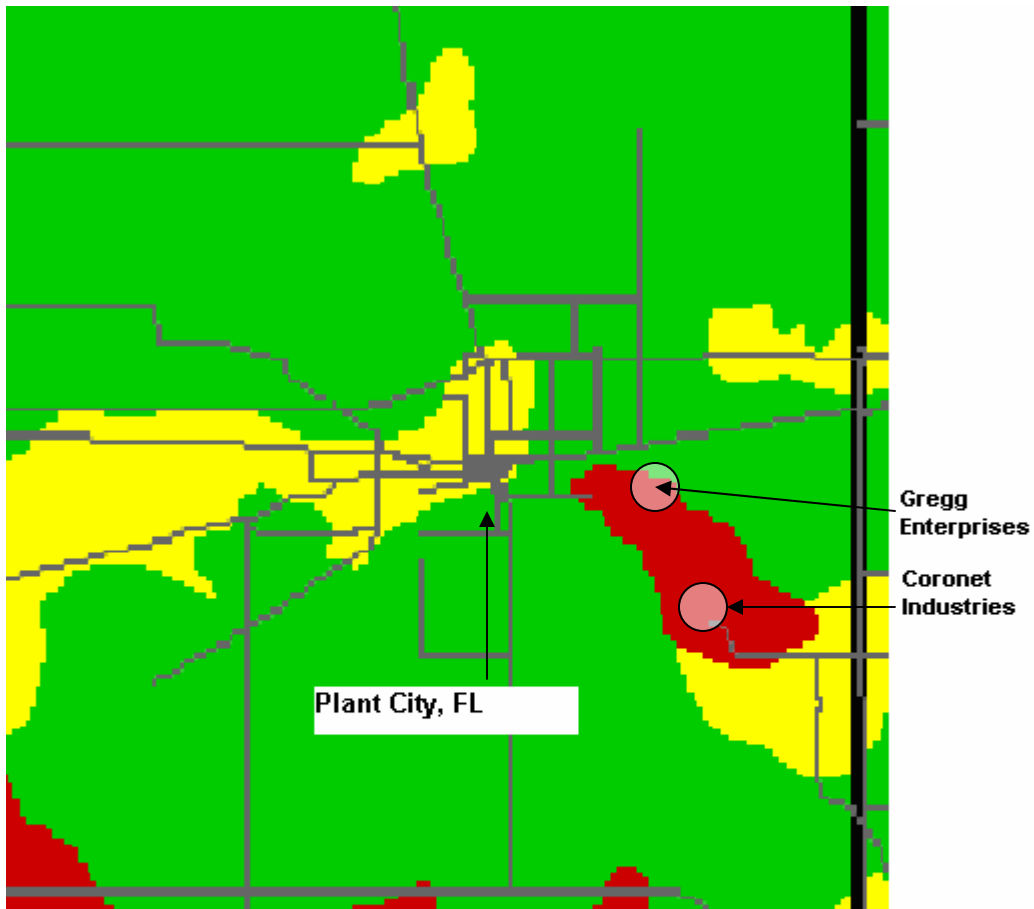 Gregg
Enterprises
Coronet
Industries
Plant City, FL